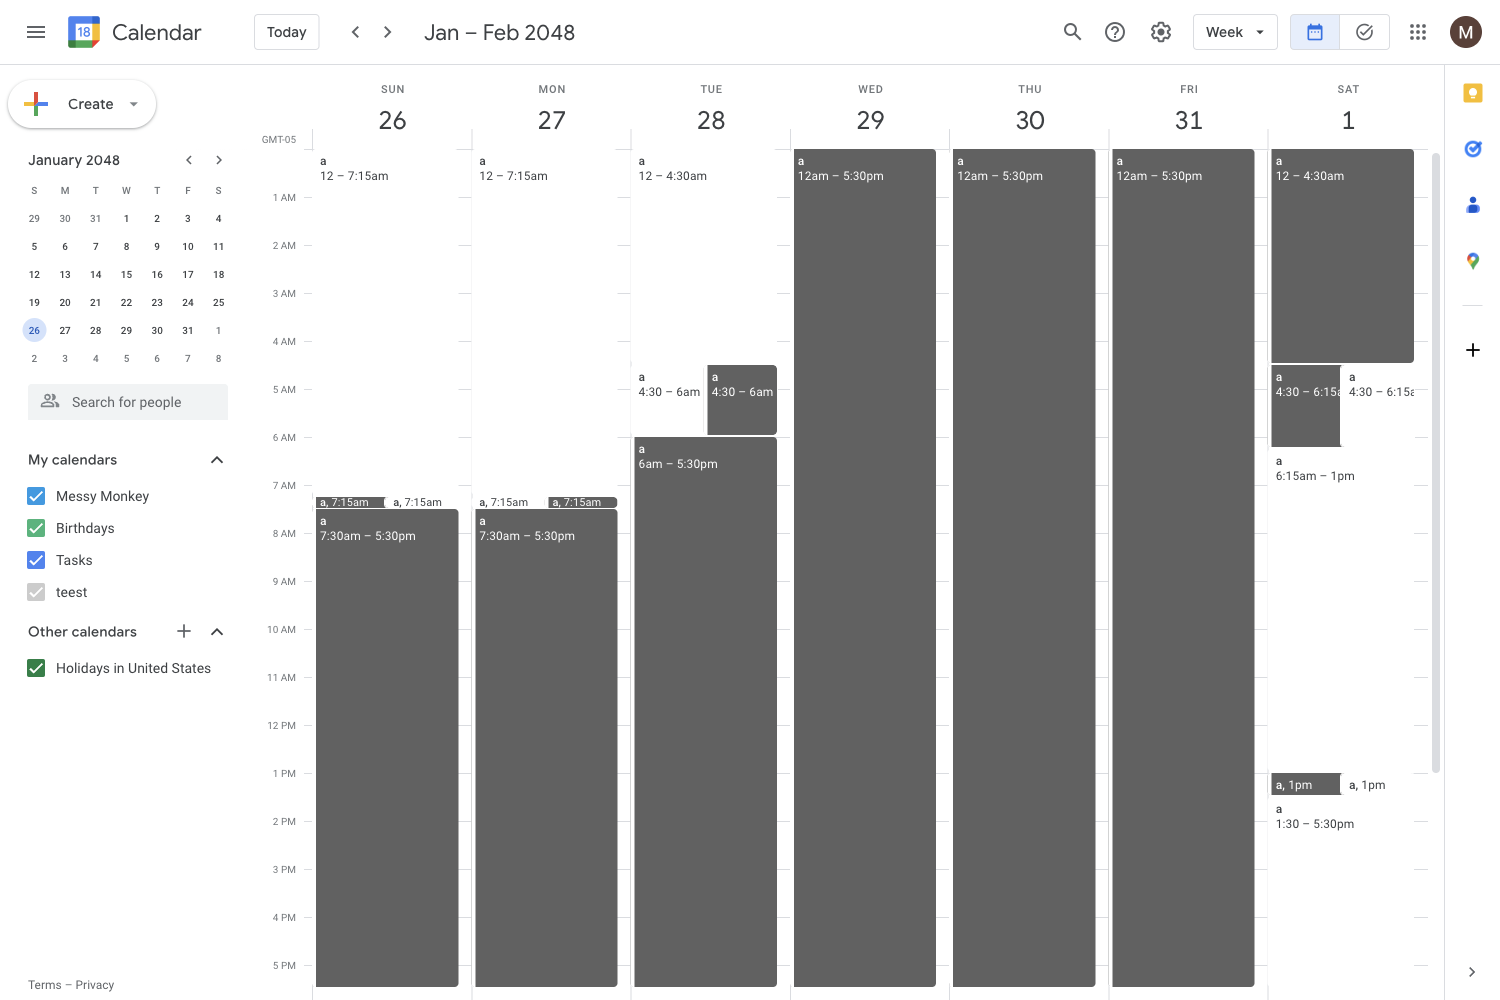 18 Calendar
Today
Jan – Feb 2048
Week
M
Create
January 2048
S M T W T F S
29 30 31 1 2 3 4
5 6 7 8 9 10 11
12 13 14 15 16 17 18
19 20 21 22 23 24 25
26 27 28 29 30 31 1
2 3 4 5 6 7 8
Search for people
My calendars
Messy Monkey
Birthdays
Tasks
teest
Other calendars
Holidays in United States
Terms – Privacy
SUN MON TUE WED THU FRI SAT
26 27 28 29 30 31 1
GMT-05
1 AM
2 AM
3 AM
4 AM
5 AM
6 AM
7 AM
8 AM
9 AM
10 AM
11 AM
12 PM
1 PM
2 PM
3 PM
4 PM
5 PM
a
12 – 7:15am
a, 7:15am
a, 7:15am
a
7:30am – 5:30pm
a
12 – 7:15am
a, 7:15am
a, 7:15am
a
7:30am – 5:30pm
a
12 – 4:30am
a
4:30 – 6am
a
4:30 – 6am
a
6am – 5:30pm
a
12am – 5:30pm
a
12am – 5:30pm
a
12am – 5:30pm
a
12 – 4:30am
a
4:30 – 6:15a
a
4:30 – 6:15a
a
6:15am – 1pm
a, 1pm
a, 1pm
a
1:30 – 5:30pm